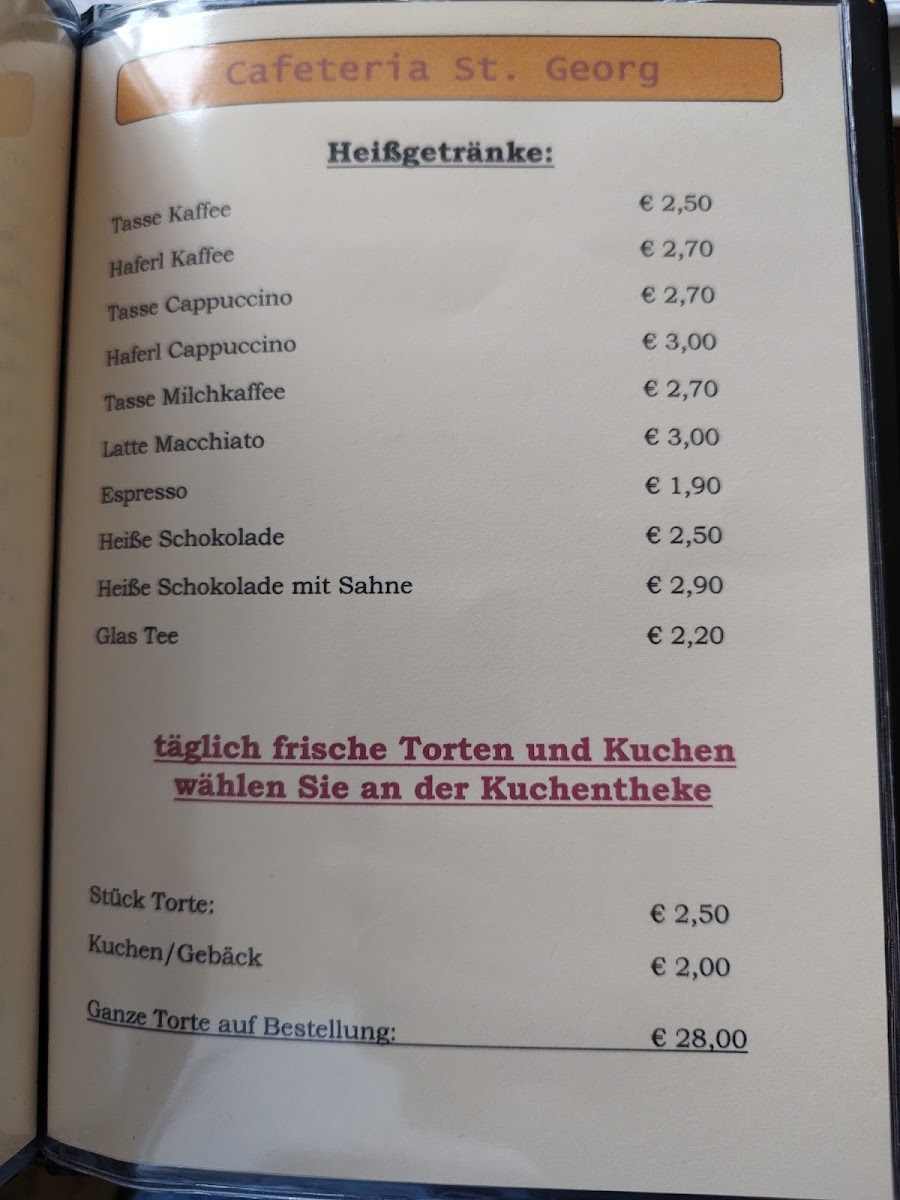 Cafeteria St. Georg
Heißgetränke:
Tasse Kaffee € 2,50
Haferl Kaffee € 2,70
Tasse Cappuccino € 2,70
Haferl Cappuccino € 3,00
Tasse Milchkaffee € 2,70
Latte Macchiato € 3,00
Espresso € 1,90
Heiße Schokolade € 2,50
Heiße Schokolade mit Sahne € 2,90
Glas Tee € 2,20
täglich frische Torten und Kuchen
wählen Sie an der Kuchentheke
Stück Torte: € 2,50
Kuchen/Gebäck € 2,00
Ganze Torte auf Bestellung: € 28,00